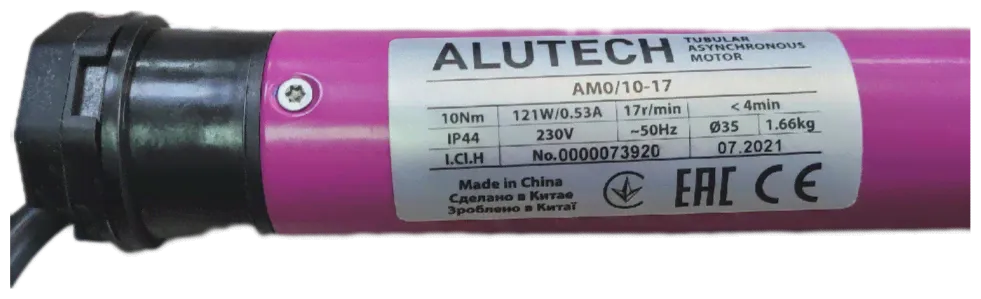 ALUTECH TUBULAR ASYNCHRONOUS MOTOR
AM0/10-17
10Nm 121W/0.53A 17r/min < 4min
IP44 230V ~50Hz Ø35 1.66kg
I.Cl.H No.0000073920 07.2021
Made in China
Сделано в Китае
Зроблено в Китаї
EAC CE